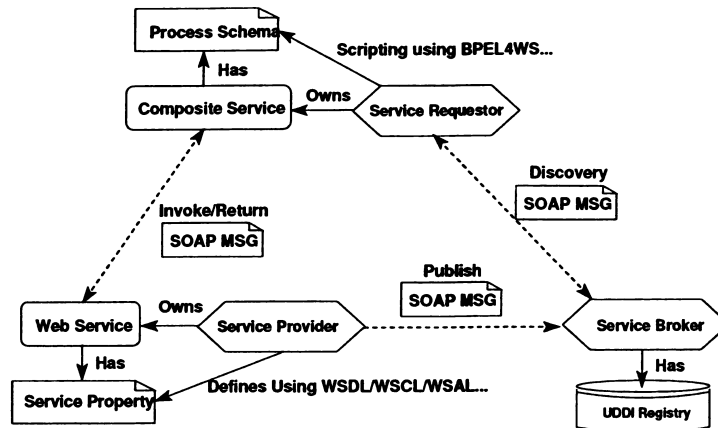 Process Schema
Scripting using BPEL4WS...
Has
Composite Service
Owns
Service Requestor
Discovery
SOAP MSG
Invoke/Return
SOAP MSG
Publish
SOAP MSG
Web Service
Owns
Service Provider
Service Broker
Has
Has
Service Property
Defines Using WSDL/WSCL/WSAL...
UDDI Registry